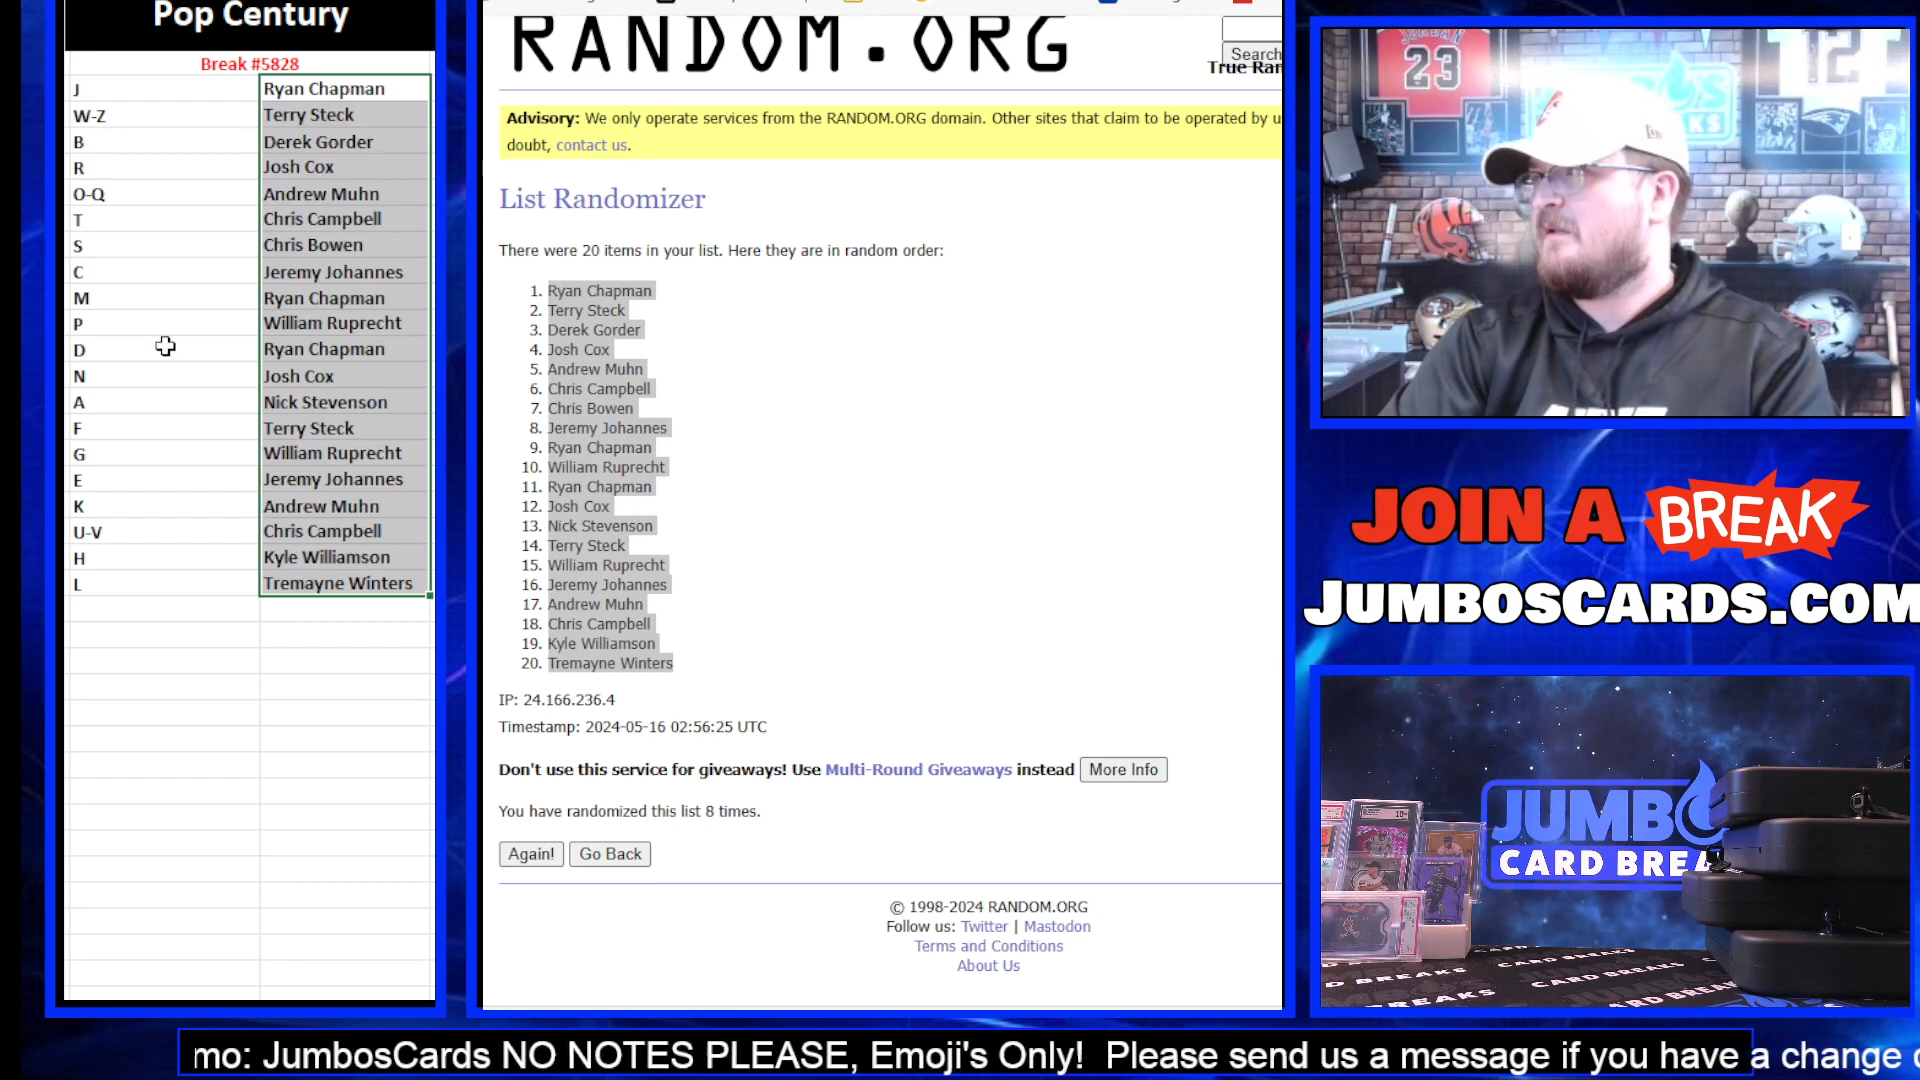 Pop Century
Break #5828
J Ryan Chapman
W-Z Terry Steck
B Derek Gorder
R Josh Cox
O-Q Andrew Muhn
T Chris Campbell
S Chris Bowen
C Jeremy Johannes
M Ryan Chapman
P William Ruprecht
D Ryan Chapman
N Josh Cox
A Nick Stevenson
F Terry Steck
G William Ruprecht
E Jeremy Johannes
K Andrew Muhn
U-V Chris Campbell
H Kyle Williamson
L Tremayne Winters
RANDOM.ORG
Search
True Ran
Advisory: We only operate services from the RANDOM.ORG domain. Other sites that claim to be operated by u
doubt, contact us.
List Randomizer
There were 20 items in your list. Here they are in random order:
1. Ryan Chapman
2. Terry Steck
3. Derek Gorder
4. Josh Cox
5. Andrew Muhn
6. Chris Campbell
7. Chris Bowen
8. Jeremy Johannes
9. Ryan Chapman
10. William Ruprecht
11. Ryan Chapman
12. Josh Cox
13. Nick Stevenson
14. Terry Steck
15. William Ruprecht
16. Jeremy Johannes
17. Andrew Muhn
18. Chris Campbell
19. Kyle Williamson
20. Tremayne Winters
IP: 24.166.236.4
Timestamp: 2024-05-16 02:56:25 UTC
Don't use this service for giveaways! Use Multi-Round Giveaways instead More Info
You have randomized this list 8 times.
Again! Go Back
© 1998-2024 RANDOM.ORG
Follow us: Twitter | Mastodon
Terms and Conditions
About Us
23
12
JOIN A BREAK
JUMBOSCARDS.COM
JUMBO
CARD BREA
CARD BREAKS
mo: JumbosCards NO NOTES PLEASE, Emoji's Only! Please send us a message if you have a change